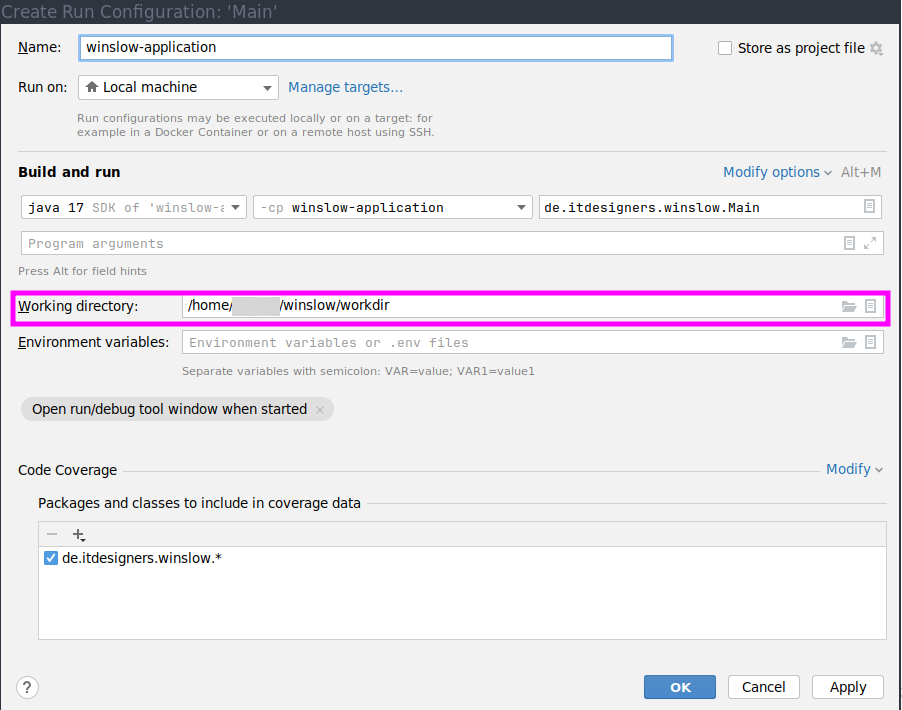 Create Run Configuration: 'Main'
Name: winslow-application Store as project file
Run on: Local machine Manage targets...
Run configurations may be executed locally or on a target: for
example in a Docker Container or on a remote host using SSH.
Build and run Modify options Alt+M
java 17 SDK of 'winslow-a -cp winslow-application de.itdesigners.winslow.Main
Program arguments
Press Alt for field hints
Working directory: /home/ /winslow/workdir
Environment variables: Environment variables or .env files
Separate variables with semicolon: VAR=value; VAR1=value1
Open run/debug tool window when started
Code Coverage Modify
Packages and classes to include in coverage data
de.itdesigners.winslow.*
? OK Cancel Apply